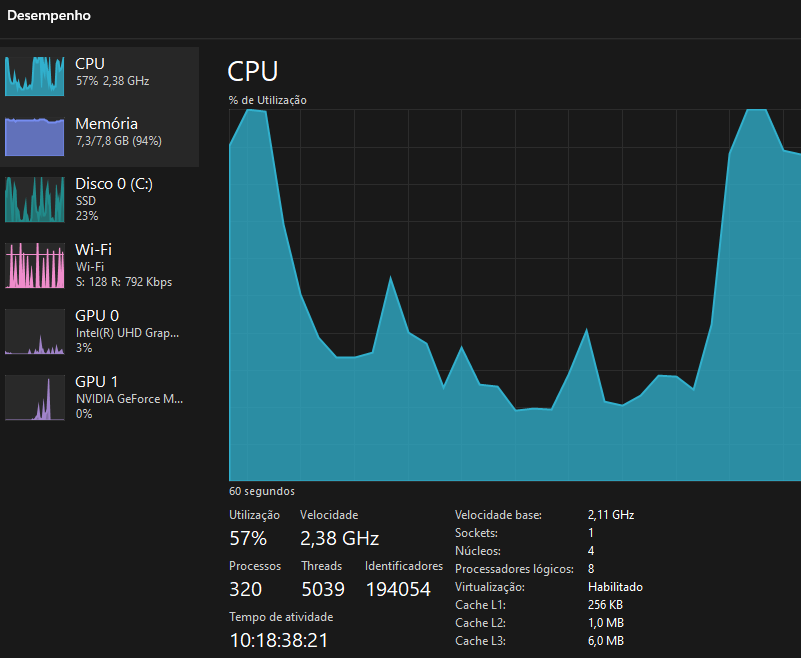 Desempenho
CPU
57% 2,38 GHz
Memória
7,3/7,8 GB (94%)
Disco 0 (C:)
SSD
23%
Wi-Fi
Wi-Fi
S: 128 R: 792 Kbps
GPU 0
Intel(R) UHD Grap...
3%
GPU 1
NVIDIA GeForce M...
0%
CPU
% de Utilização
60 segundos
Utilização Velocidade
57% 2,38 GHz
Processos Threads Identificadores
320 5039 194054
Tempo de atividade
10:18:38:21
Velocidade base: 2,11 GHz
Sockets: 1
Núcleos: 4
Processadores lógicos: 8
Virtualização: Habilitado
Cache L1: 256 KB
Cache L2: 1,0 MB
Cache L3: 6,0 MB